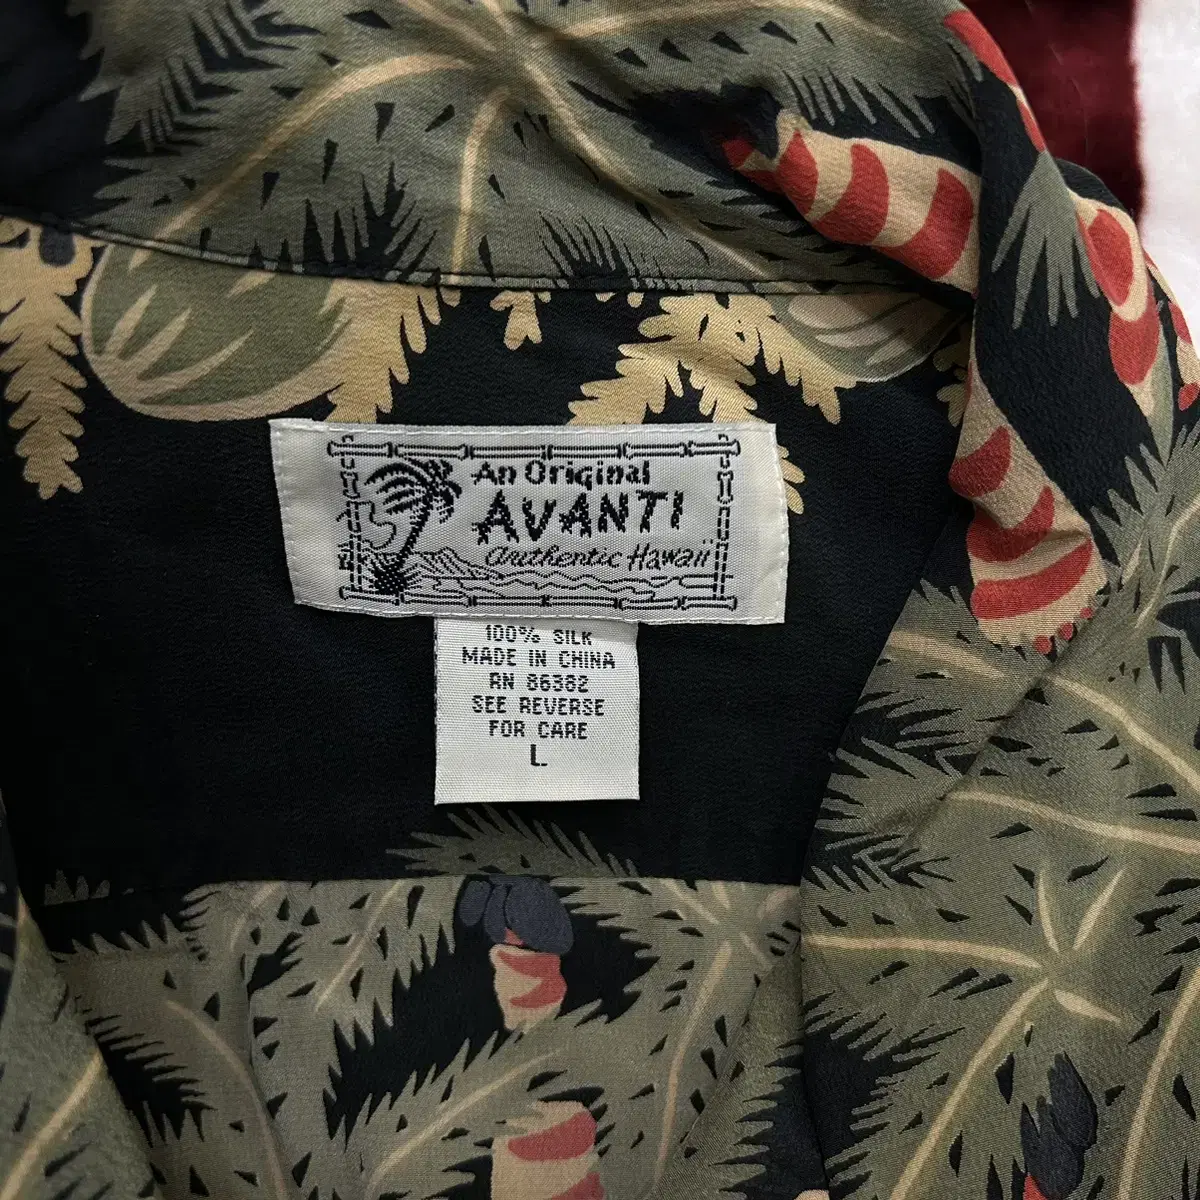 An Original
AVANTI
authentic Hawaii
100% SILK
MADE IN CHINA
RN 86382
SEE REVERSE
FOR CARE
L